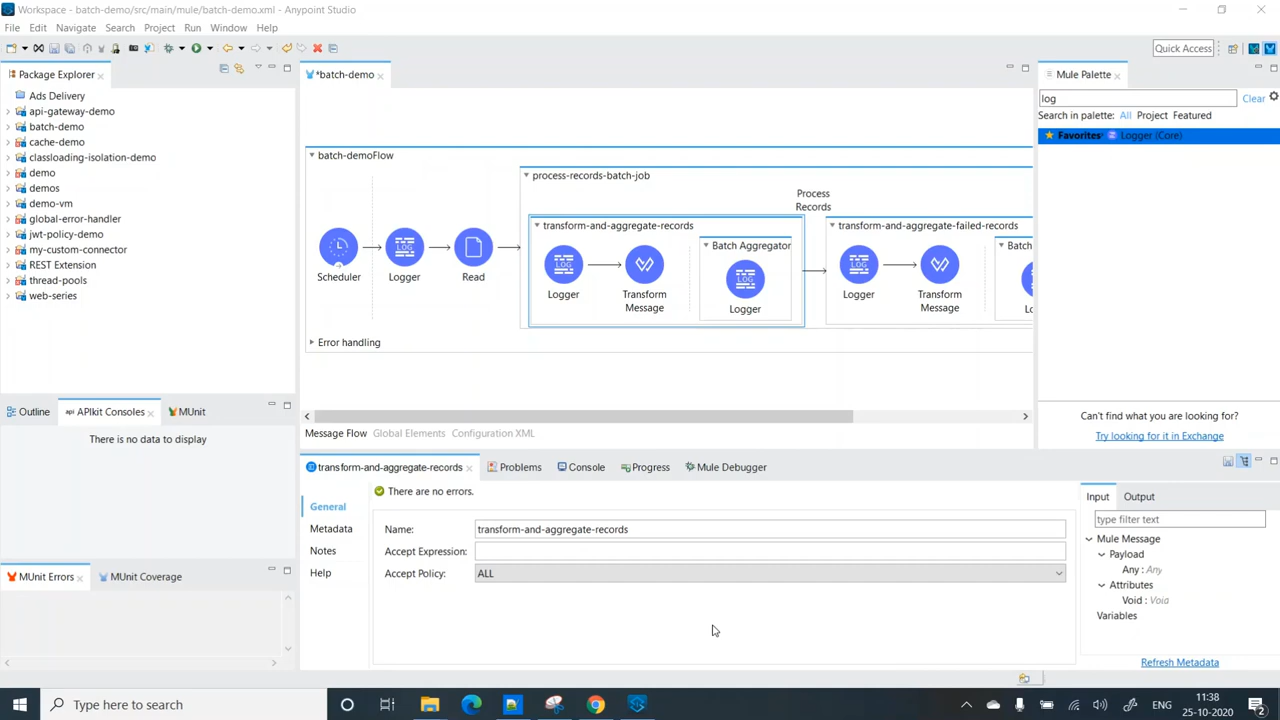 Workspace - batch-demo/src/main/mule/batch-demo.xml - Anypoint Studio
File Edit Navigate Search Project Run Window Help
Quick Access
Package Explorer
*batch-demo
Mule Palette
Ads Delivery
api-gateway-demo
batch-demo
cache-demo
classloading-isolation-demo
demo
demos
demo-vm
global-error-handler
jwt-policy-demo
my-custom-connector
REST Extension
thread-pools
web-series
log
Clear
Search in palette: All Project Featured
Favorites Logger (Core)
batch-demoFlow
process-records-batch-job
Process
Records
transform-and-aggregate-records
transform-and-aggregate-failed-records
Batch Aggregator
Batch
LOG
LOG
LOG
LOG
Scheduler
Logger
Read
Logger
Transform
Message
Logger
Logger
Transform
Message
Lo
Error handling
Outline
APIkit Consoles
MUnit
There is no data to display
Can't find what you are looking for?
Try looking for it in Exchange
Message Flow Global Elements Configuration XML
transform-and-aggregate-records
Problems
Console
Progress
Mule Debugger
There are no errors.
General
Metadata
Notes
Help
Name: transform-and-aggregate-records
Accept Expression:
Accept Policy: ALL
Input
Output
type filter text
Mule Message
Payload
Any : Any
Attributes
Void : Void
Variables
Refresh Metadata
MUnit Errors
MUnit Coverage
Type here to search
ENG
11:38
25-10-2020
2